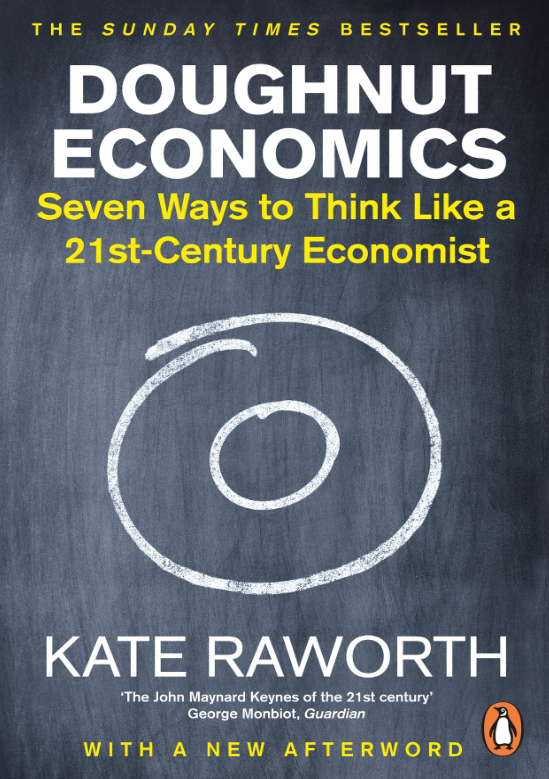 THE SUNDAY TIMES BESTSELLER
DOUGHNUT
ECONOMICS
Seven Ways to Think Like a
21st-Century Economist
KATE RAWORTH
‘The John Maynard Keynes of the 21st century’
George Monbiot, Guardian
WITH A NEW AFTERWORD